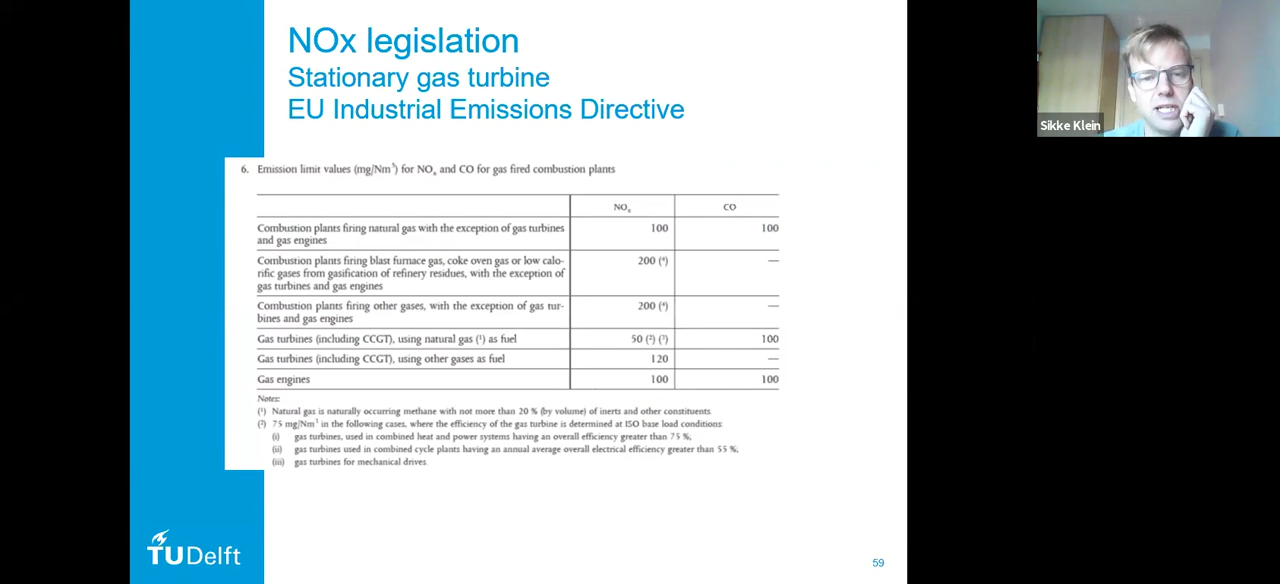 NOx legislation
Stationary gas turbine
EU Industrial Emissions Directive
Sikke Klein
6. Emission limit values (mg/Nm³) for NOₓ and CO for gas fired combustion plants
NOₓ CO
Combustion plants firing natural gas with the exception of gas turbines and gas engines 100 100
Combustion plants firing blast furnace gas, coke oven gas or low calo-
rific gases from gasification of refinery residues, with the exception of
gas turbines and gas engines 200 (⁴) —
Combustion plants firing other gases, with the exception of gas tur-
bines and gas engines 200 (⁴) —
Gas turbines (including CCGT), using natural gas (¹) as fuel 50 (²) (³) 100
Gas turbines (including CCGT), using other gases as fuel 120 —
Gas engines 100 100
Notes:
(¹) Natural gas is naturally occurring methane with not more than 20 % (by volume) of inerts and other constituents.
(²) 75 mg/Nm³ in the following cases, where the efficiency of the gas turbine is determined at ISO base load conditions:
(i) gas turbines, used in combined heat and power systems having an overall efficiency greater than 75 %;
(ii) gas turbines used in combined cycle plants having an annual average overall electrical efficiency greater than 55 %;
(iii) gas turbines for mechanical drives.
TUDelft
59